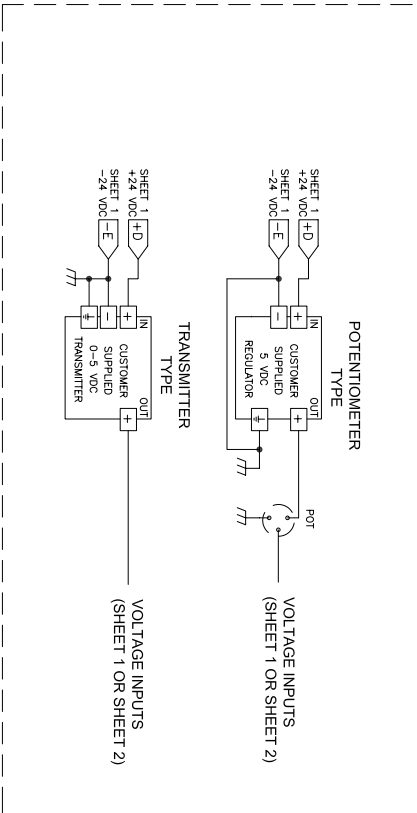 POTENTIOMETER
TYPE
SHEET 1
+24 VDC
+D
SHEET 1
-24 VDC
-E
+
IN
-
CUSTOMER
SUPPLIED
5 VDC
REGULATOR
OUT
+
POT
VOLTAGE INPUTS
(SHEET 1 OR SHEET 2)
TRANSMITTER
TYPE
SHEET 1
+24 VDC
+D
SHEET 1
-24 VDC
-E
+
IN
-
CUSTOMER
SUPPLIED
0-5 VDC
TRANSMITTER
OUT
+
VOLTAGE INPUTS
(SHEET 1 OR SHEET 2)